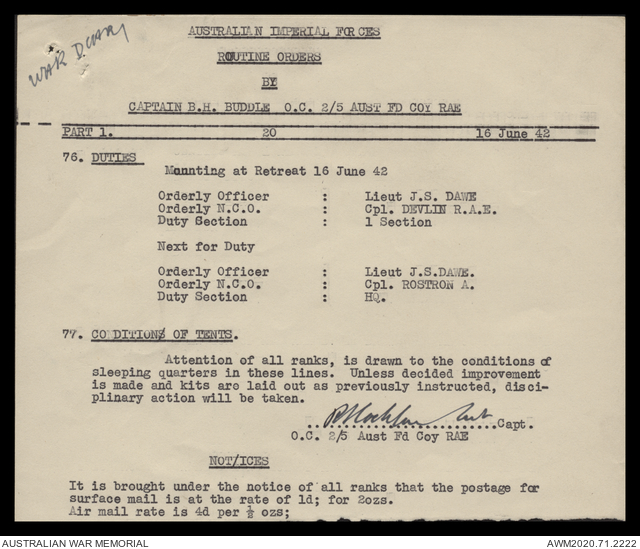 WAR DIARY
AUSTRALIAN IMPERIAL FORCES
ROUTINE ORDERS
BY
CAPTAIN B.H. BUDDLE O.C. 2/5 AUST FD COY RAE
PART 1. 20 16 June 42
76. DUTIES
Mounting at Retreat 16 June 42
Orderly Officer : Lieut J.S. DAWE
Orderly N.C.O. : Cpl. DEVLIN R.A.E.
Duty Section : 1 Section
Next for Duty
Orderly Officer : Lieut J.S.DAWE.
Orderly N.C.O. : Cpl. ROSTRON A.
Duty Section : HQ.
77. CONDITIONS OF TENTS.
Attention of all ranks, is drawn to the conditions of
sleeping quarters in these lines. Unless decided improvement
is made and kits are laid out as previously instructed, disci-
plinary action will be taken.
Capt.
O.C. 2/5 Aust Fd Coy RAE
NOT/ICES
It is brought under the notice of all ranks that the postage for
surface mail is at the rate of 1d; for 2ozs.
Air mail rate is 4d per ½ ozs;
AUSTRALIAN WAR MEMORIAL AWM2020.71.2222